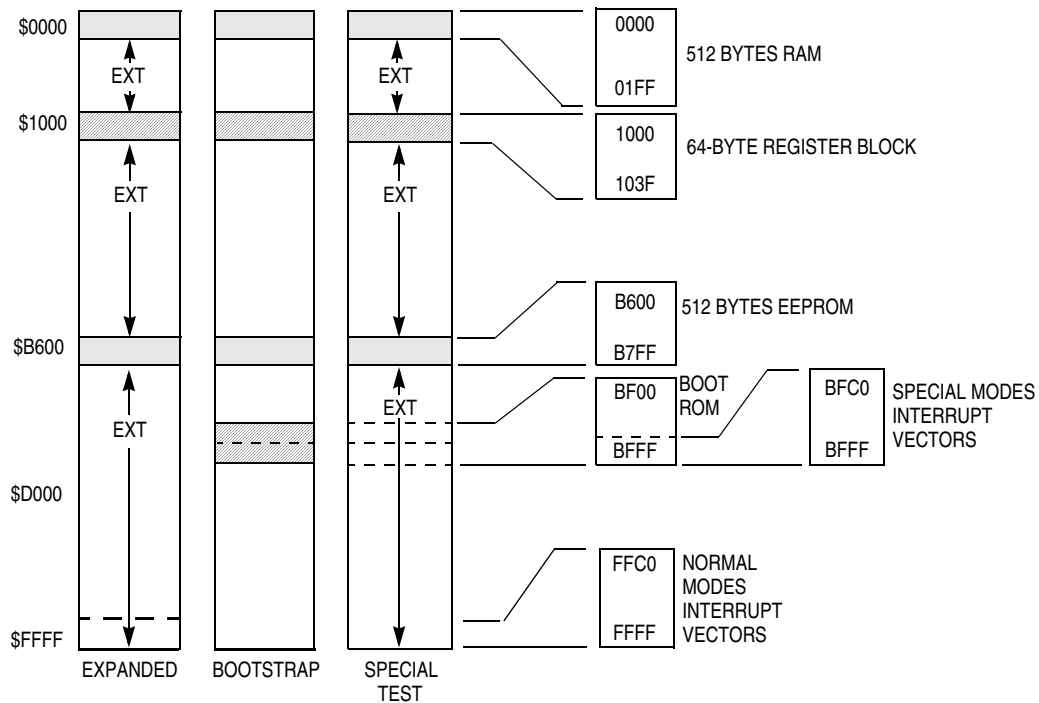 $0000
EXT
EXT
0000
01FF
512 BYTES RAM
$1000
1000
103F
64-BYTE REGISTER BLOCK
EXT
EXT
$B600
B600
B7FF
512 BYTES EEPROM
EXT
EXT
BF00
BFFF
BOOT
ROM
BFC0
BFFF
SPECIAL MODES
INTERRUPT
VECTORS
$D000
FFC0
FFFF
NORMAL
MODES
INTERRUPT
VECTORS
$FFFF
EXPANDED
BOOTSTRAP
SPECIAL
TEST